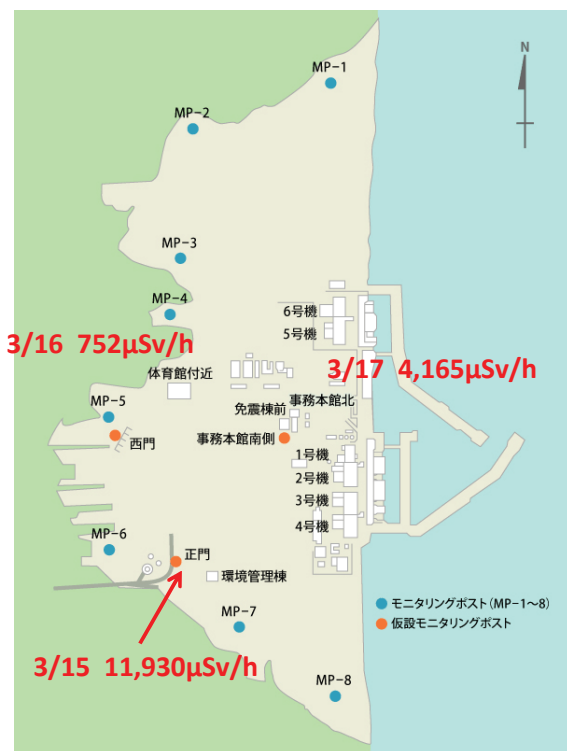 MP−1
N
MP−2
MP−3
MP−4
6号機
5号機
3/16 752μSv/h
3/17 4,165μSv/h
体育館付近
事務本館北
免震棟前
MP−5
西門
事務本館南側
1号機
2号機
3号機
4号機
MP−6
正門
環境管理棟
モニタリングポスト(MP−1〜8)
仮設モニタリングポスト
MP−7
3/15 11,930μSv/h
MP−8